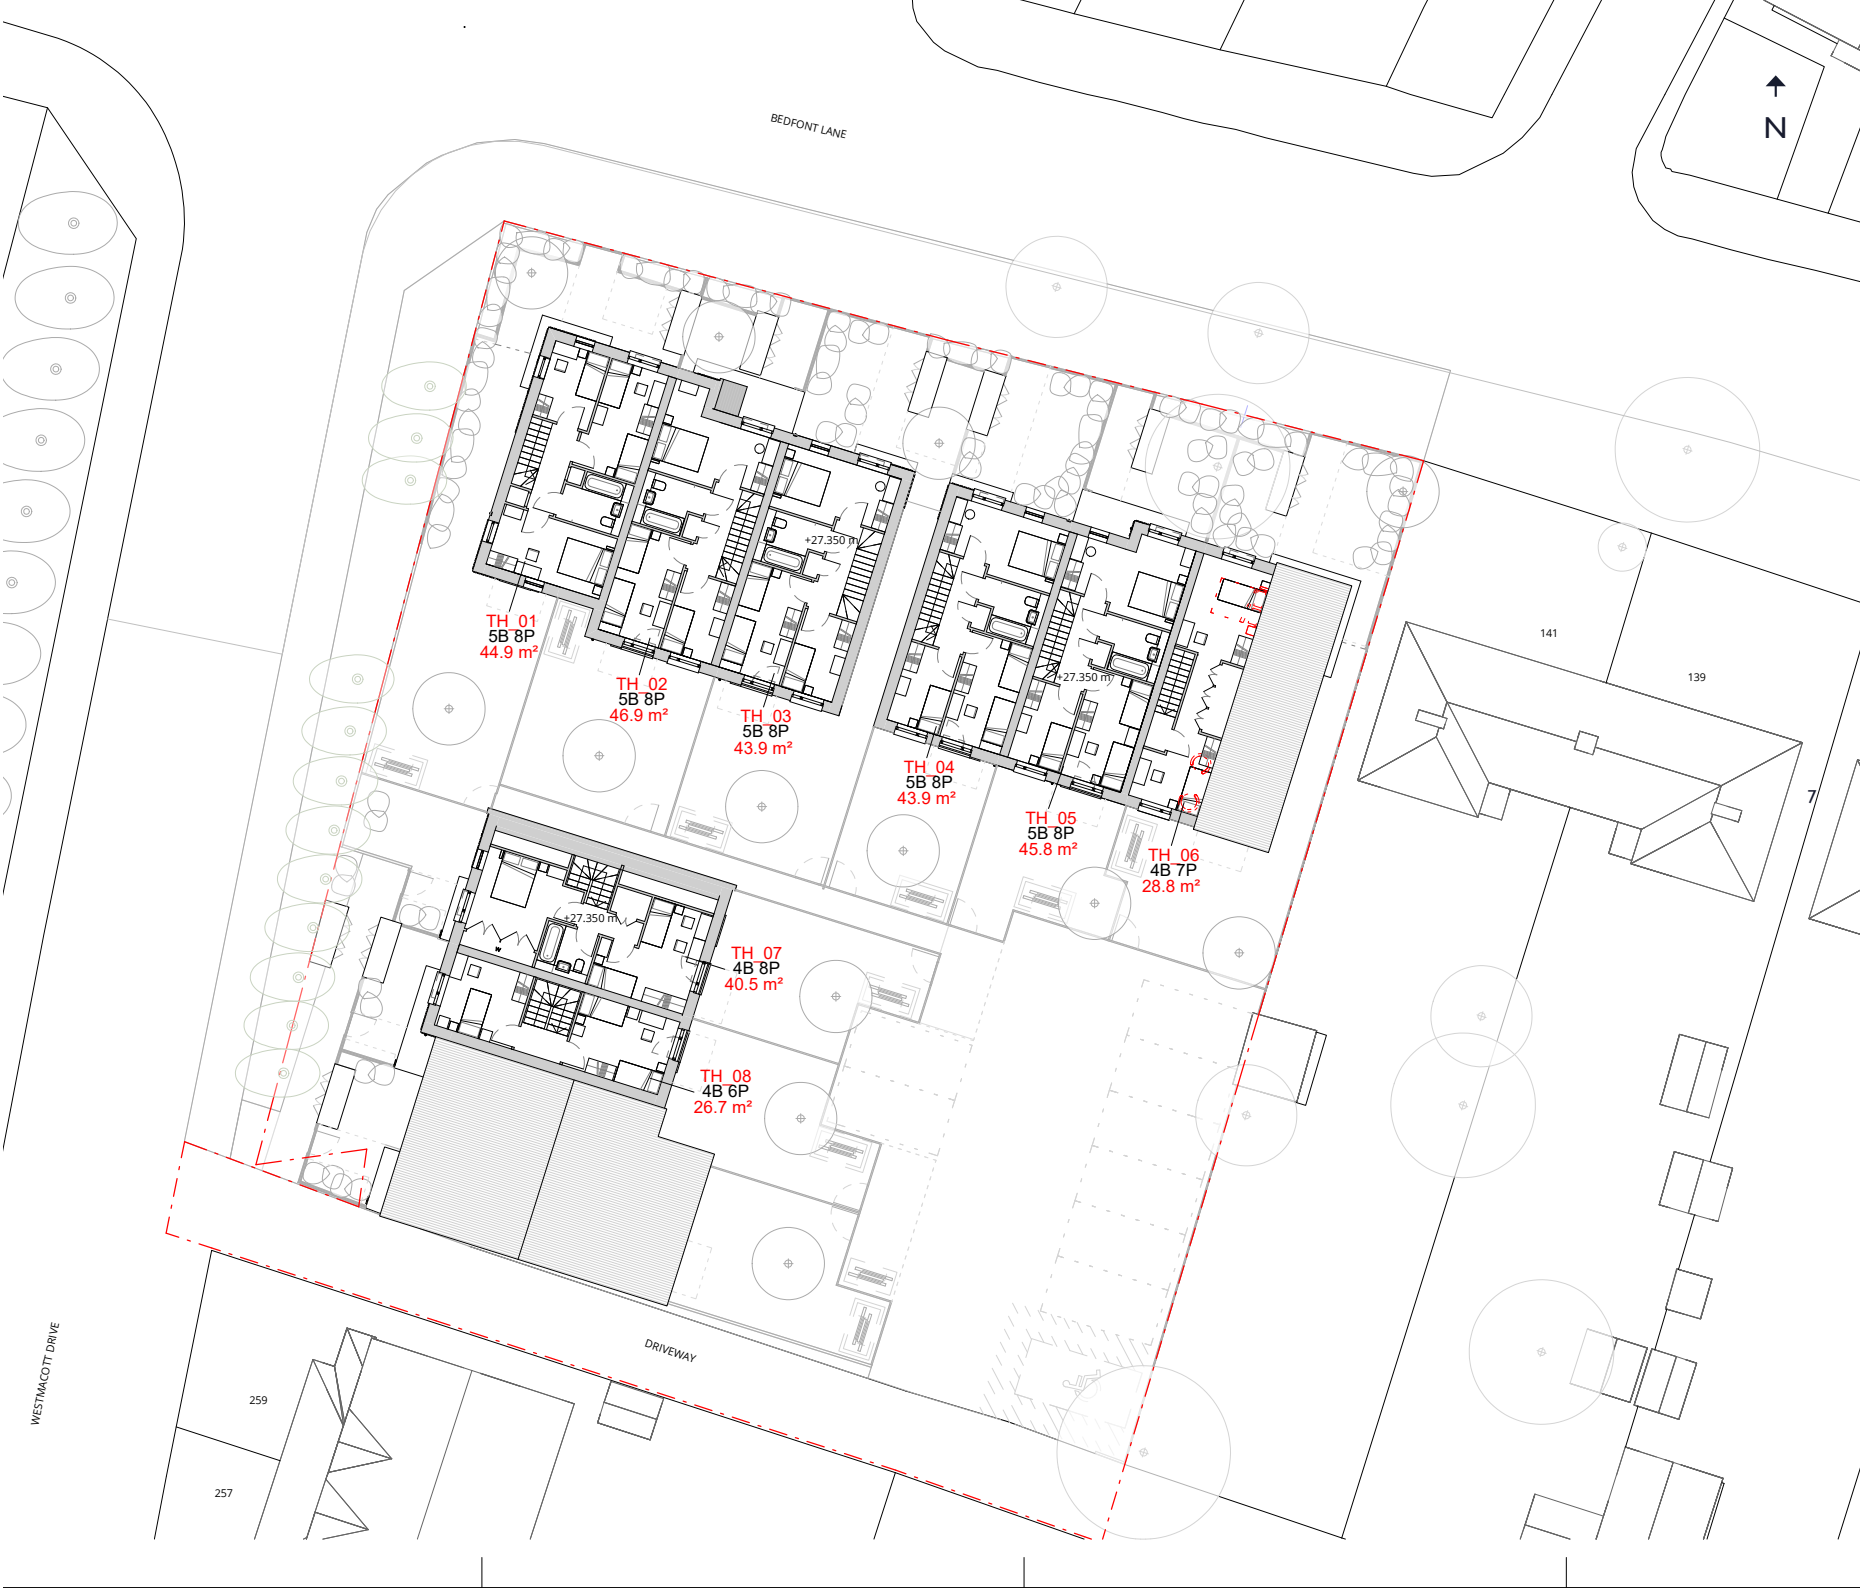 BEDFONT LANE
N
+27.350 m
TH_01
5B 8P
44.9 m²
TH_02
5B 8P
46.9 m²
TH_03
5B 8P
43.9 m²
141
139
+27.350 m
TH_04
5B 8P
43.9 m²
TH_05
5B 8P
45.8 m²
7
TH_06
4B 7P
28.8 m²
+27.350 m
W
TH_07
4B 8P
40.5 m²
TH_08
4B 6P
26.7 m²
DRIVEWAY
WESTMACOTT DRIVE
259
257